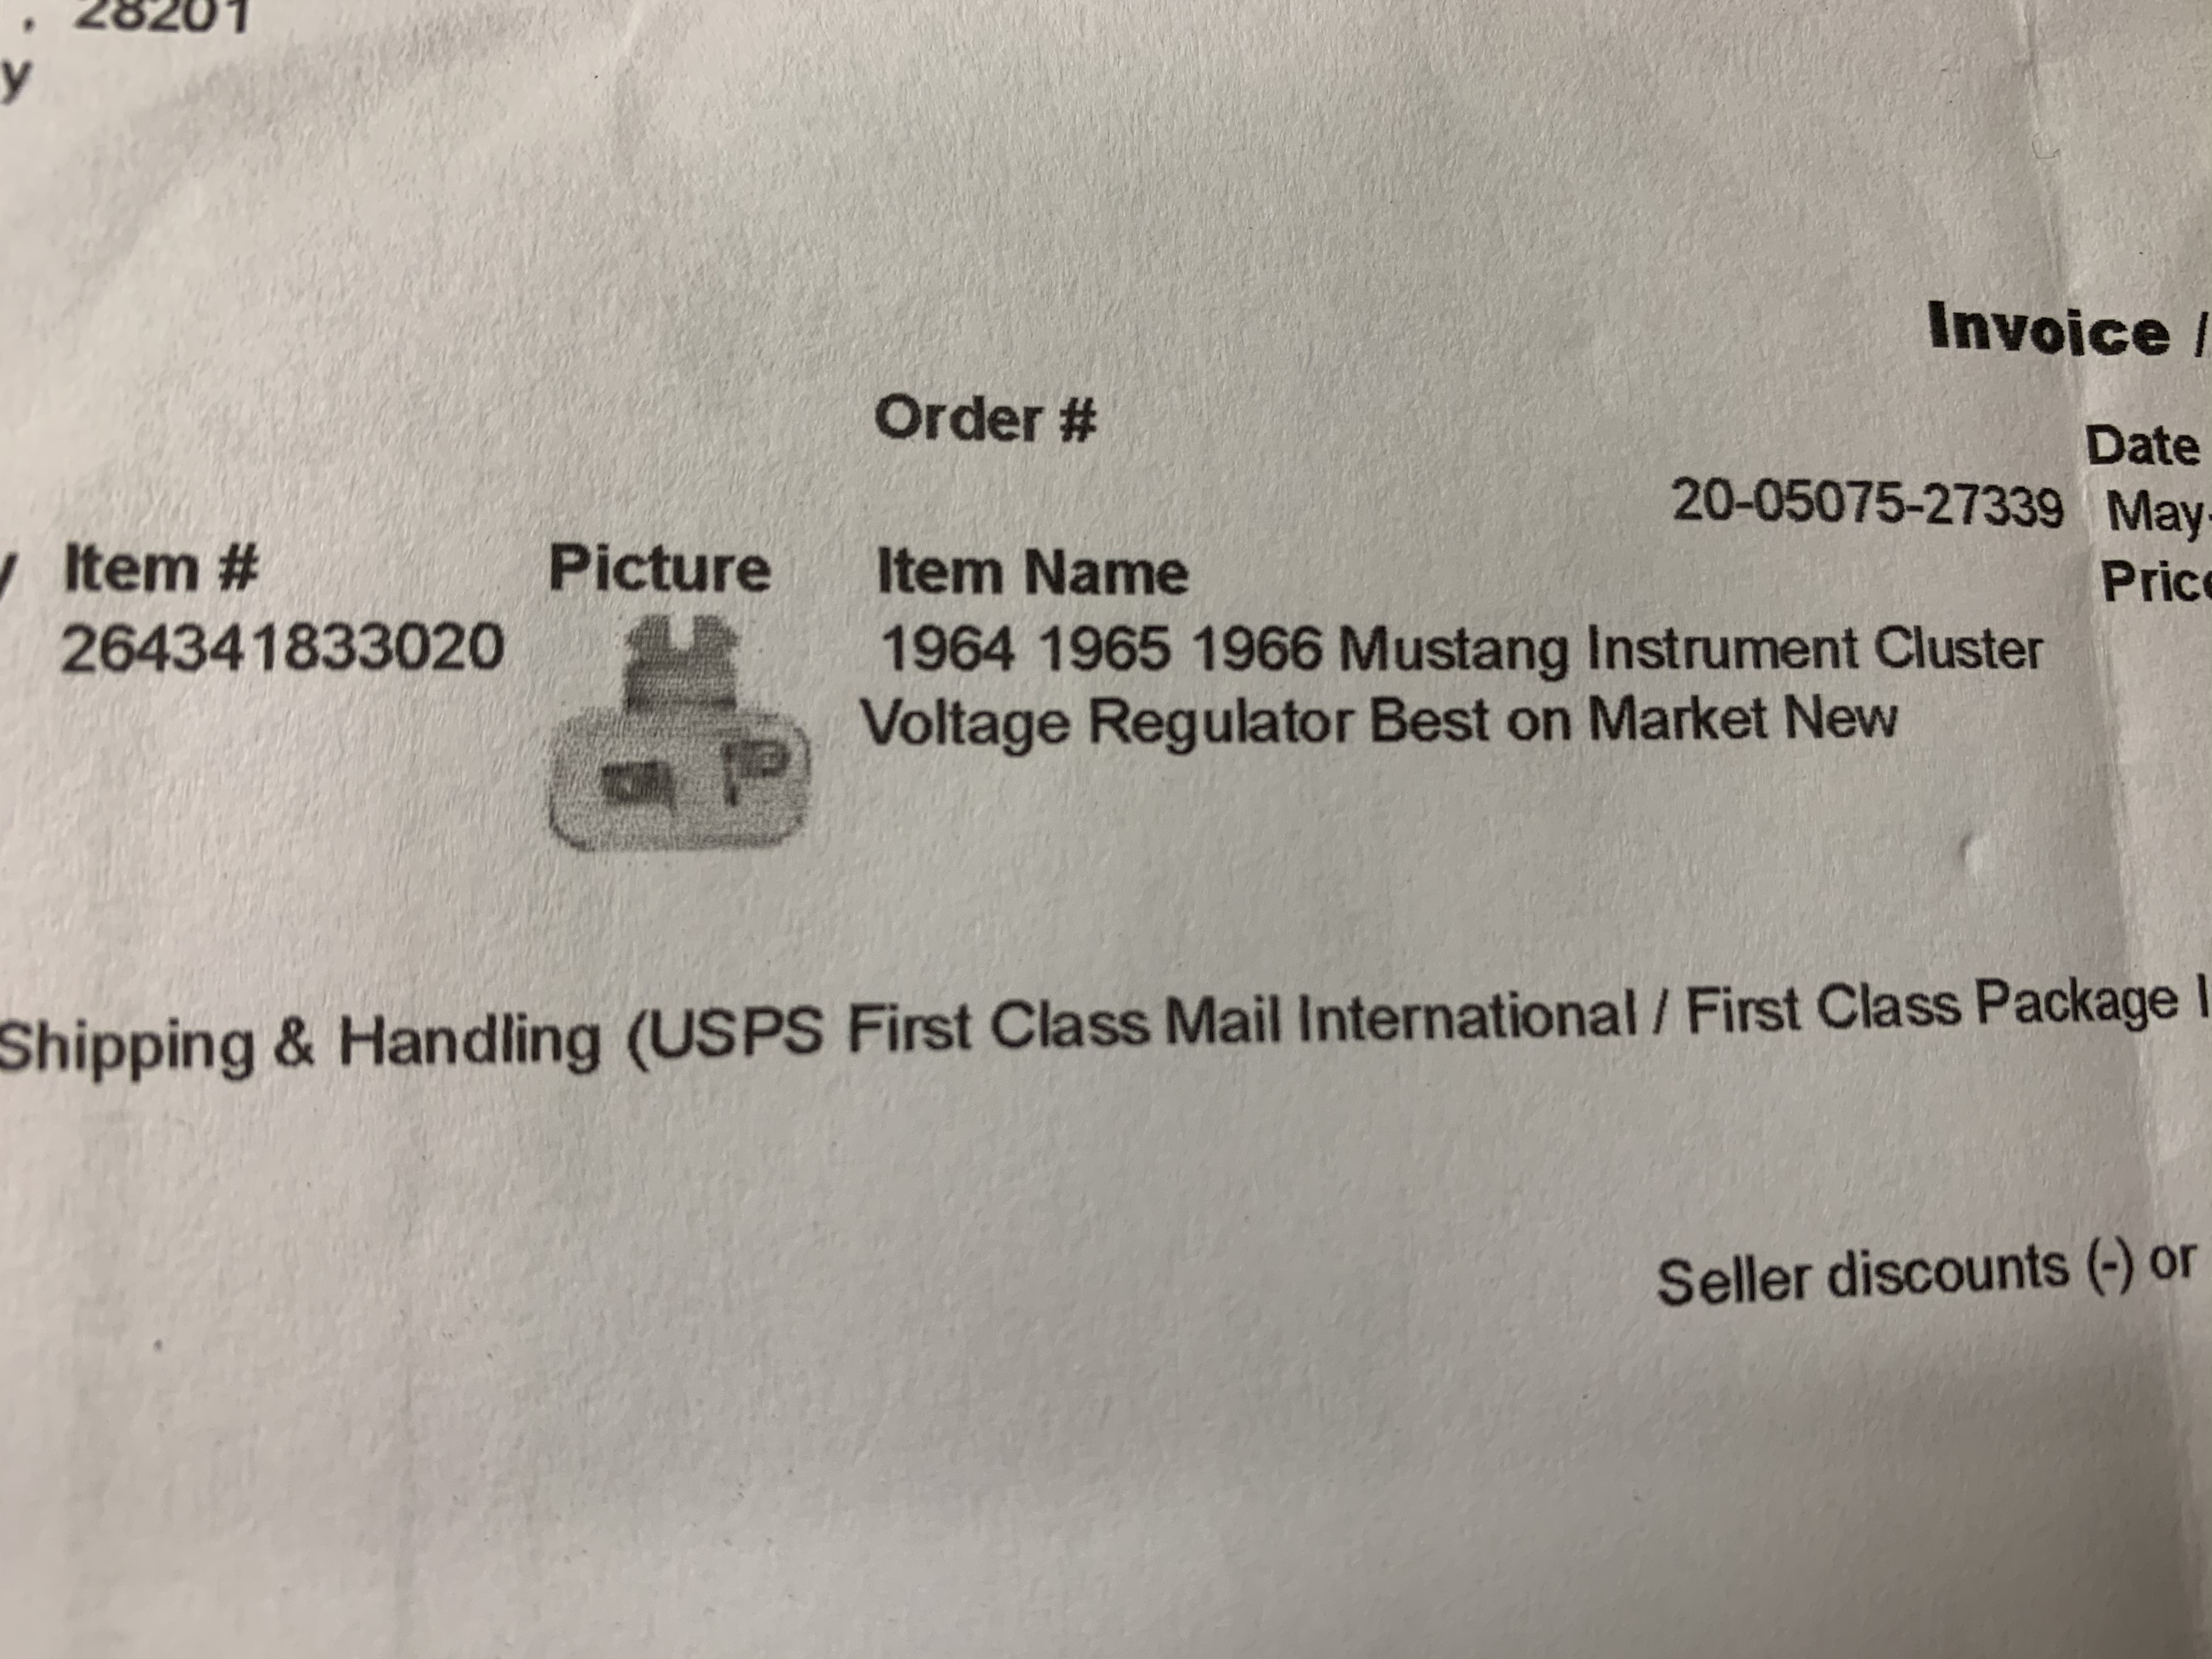 . 28201
y
Invoice /
Order #
Date
20-05075-27339 May-
Item # Picture Item Name
Price
264341833020 1964 1965 1966 Mustang Instrument Cluster
Voltage Regulator Best on Market New
Shipping & Handling (USPS First Class Mail International / First Class Package I
Seller discounts (-) or